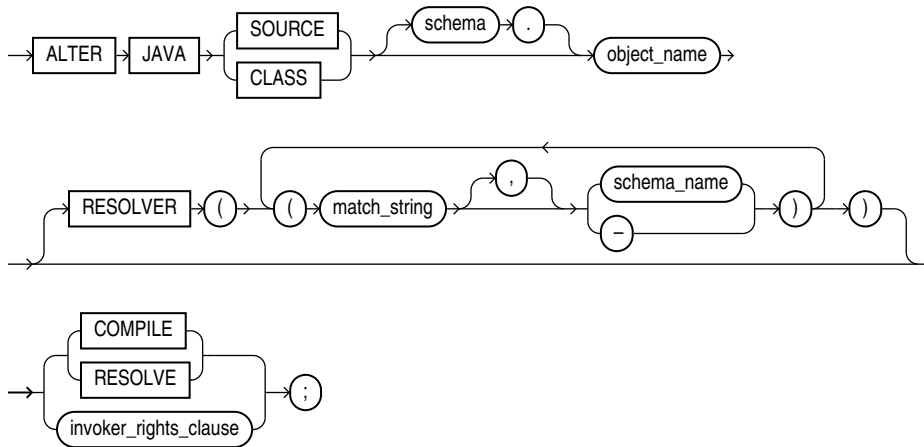 SOURCE schema .
ALTER JAVA object_name
CLASS
, schema_name
RESOLVER ( ( match_string ) )
–
COMPILE
RESOLVE ;
invoker_rights_clause